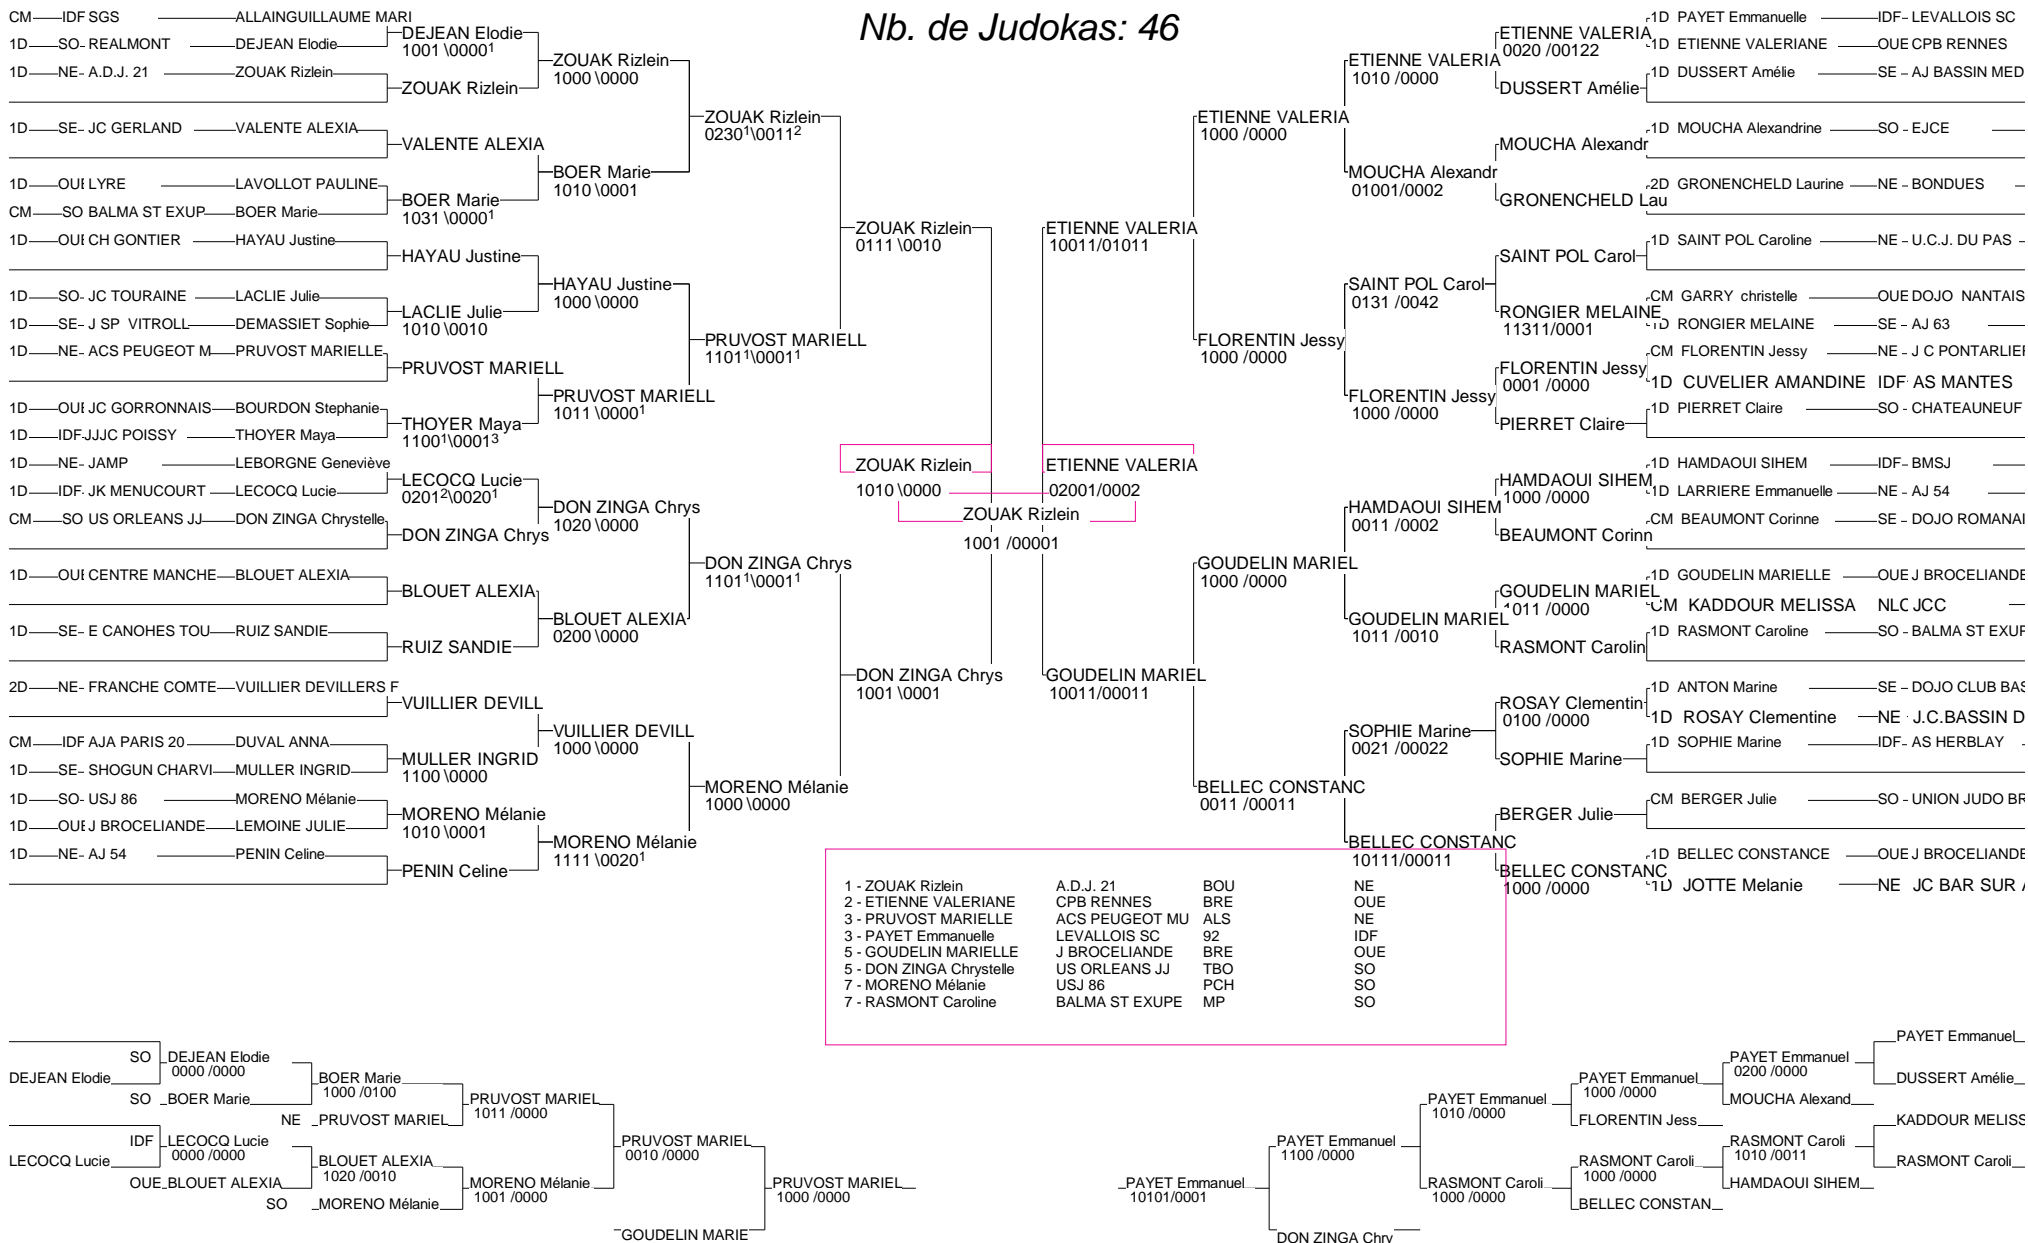 Nb. de Judokas: 46
CM IDF SGS ALLAINGUILLAUME MARI
1D SO- REALMONT DEJEAN Elodie
1D NE- A.D.J. 21 ZOUAK Rizlein
1D SE- JC GERLAND VALENTE ALEXIA
1D OUE LYRE LAVOLLOT PAULINE
CM SO BALMA ST EXUP BOER Marie
1D OUE CH GONTIER HAYAU Justine
1D SO- JC TOURAINE LACLIE Julie
1D SE- J SP VITROLL DEMASSIET Sophie
1D NE- ACS PEUGEOT M PRUVOST MARIELLE
1D OUE JC GORRONNAIS BOURDON Stephanie
1D IDF- JJJC POISSY THOYER Maya
1D NE- JAMP LEBORGNE Geneviève
1D IDF- JK MENUCOURT LECOCQ Lucie
CM SO US ORLEANS JJ DON ZINGA Chrystelle
1D OUE CENTRE MANCHE BLOUET ALEXIA
1D SE- E CANOHES TOU RUIZ SANDIE
2D NE- FRANCHE COMTE VUILLIER DEVILLERS F
CM IDF AJA PARIS 20 DUVAL ANNA
1D SE- SHOGUN CHARVI MULLER INGRID
1D SO- USJ 86 MORENO Mélanie
1D OUE J BROCELIANDE LEMOINE JULIE
1D NE- AJ 54 PENIN Celine
DEJEAN Elodie
1001 \0000¹
ZOUAK Rizlein
VALENTE ALEXIA
BOER Marie
1031 \0000¹
HAYAU Justine
LACLIE Julie
1010 \0010
PRUVOST MARIELL
THOYER Maya
1100¹\0001³
LECOCQ Lucie
0201²\0020¹
DON ZINGA Chrys
BLOUET ALEXIA
RUIZ SANDIE
VUILLIER DEVILL
MULLER INGRID
1100 \0000
MORENO Mélanie
1010 \0001
PENIN Celine
ZOUAK Rizlein
1000 \0000
BOER Marie
1010 \0001
HAYAU Justine
1000 \0000
PRUVOST MARIELL
1011 \0000¹
DON ZINGA Chrys
1020 \0000
BLOUET ALEXIA
0200 \0000
VUILLIER DEVILL
1000 \0000
MORENO Mélanie
1111 \0020¹
ZOUAK Rizlein
0230¹\0011²
PRUVOST MARIELL
1101¹\0001¹
DON ZINGA Chrys
1101¹\0001¹
MORENO Mélanie
1000 \0000
ZOUAK Rizlein
0111 \0010
DON ZINGA Chrys
1001 \0001
ZOUAK Rizlein
1010 \0000
ETIENNE VALERIA
02001/0002
ZOUAK Rizlein
1001 /00001
ETIENNE VALERIA
10011/01011
GOUDELIN MARIEL
10011/00011
ETIENNE VALERIA
1000 /0000
FLORENTIN Jessy
1000 /0000
GOUDELIN MARIEL
1000 /0000
BELLEC CONSTANC
0011 /00011
ETIENNE VALERIA
1010 /0000
MOUCHA Alexandr
01001/0002
SAINT POL Carol
0131 /0042
FLORENTIN Jessy
1000 /0000
HAMDAOUI SIHEM
0011 /0002
GOUDELIN MARIEL
1011 /0010
SOPHIE Marine
0021 /00022
BELLEC CONSTANC
10111/00011
ETIENNE VALERIA
0020 /00122
DUSSERT Amélie
MOUCHA Alexandr
GRONENCHELD Lau
SAINT POL Carol
RONGIER MELAINE
11311/0001
FLORENTIN Jessy
0001 /0000
PIERRET Claire
HAMDAOUI SIHEM
1000 /0000
BEAUMONT Corinn
GOUDELIN MARIEL
1011 /0000
RASMONT Carolin
ROSAY Clementin
0100 /0000
SOPHIE Marine
BERGER Julie
BELLEC CONSTANC
1000 /0000
1D PAYET Emmanuelle IDF- LEVALLOIS SC
1D ETIENNE VALERIANE OUE CPB RENNES
1D DUSSERT Amélie SE - AJ BASSIN MED
1D MOUCHA Alexandrine SO - EJCE
2D GRONENCHELD Laurine NE - BONDUES
1D SAINT POL Caroline NE - U.C.J. DU PAS
CM GARRY christelle OUE DOJO NANTAIS
1D RONGIER MELAINE SE - AJ 63
CM FLORENTIN Jessy NE - J C PONTARLIER
1D CUVELIER AMANDINE IDF- AS MANTES
1D PIERRET Claire SO - CHATEAUNEUF
1D HAMDAOUI SIHEM IDF- BMSJ
1D LARRIERE Emmanuelle NE - AJ 54
CM BEAUMONT Corinne SE - DOJO ROMANAI
1D GOUDELIN MARIELLE OUE J BROCELIANDE
CM KADDOUR MELISSA NLC JCC
1D RASMONT Caroline SO - BALMA ST EXUP
1D ANTON Marine SE - DOJO CLUB BAS
1D ROSAY Clementine NE - J.C.BASSIN D
1D SOPHIE Marine IDF- AS HERBLAY
CM BERGER Julie SO - UNION JUDO BR
1D BELLEC CONSTANCE OUE J BROCELIANDE
1D JOTTE Melanie NE JC BAR SUR A
1 - ZOUAK Rizlein A.D.J. 21 BOU NE
2 - ETIENNE VALERIANE CPB RENNES BRE OUE
3 - PRUVOST MARIELLE ACS PEUGEOT MU ALS NE
3 - PAYET Emmanuelle LEVALLOIS SC 92 IDF
5 - GOUDELIN MARIELLE J BROCELIANDE BRE OUE
5 - DON ZINGA Chrystelle US ORLEANS JJ TBO SO
7 - MORENO Mélanie USJ 86 PCH SO
7 - RASMONT Caroline BALMA ST EXUPE MP SO
DEJEAN Elodie
LECOCQ Lucie
SO DEJEAN Elodie
0000 /0000
SO BOER Marie
IDF LECOCQ Lucie
0000 /0000
OUE BLOUET ALEXIA
BOER Marie
1000 /0100
NE PRUVOST MARIEL
BLOUET ALEXIA
1020 /0010
SO MORENO Mélanie
PRUVOST MARIEL
1011 /0000
MORENO Mélanie
1001 /0000
PRUVOST MARIEL
0010 /0000
GOUDELIN MARIE
PRUVOST MARIEL
1000 /0000
PAYET Emmanuel
10101/0001
PAYET Emmanuel
1100 /0000
DON ZINGA Chry
PAYET Emmanuel
1010 /0000
RASMONT Caroli
1000 /0000
PAYET Emmanuel
1000 /0000
FLORENTIN Jess
RASMONT Caroli
1000 /0000
BELLEC CONSTAN
PAYET Emmanuel
0200 /0000
MOUCHA Alexand
RASMONT Caroli
1010 /0011
HAMDAOUI SIHEM
PAYET Emmanuel
DUSSERT Amélie
KADDOUR MELISS
RASMONT Caroli